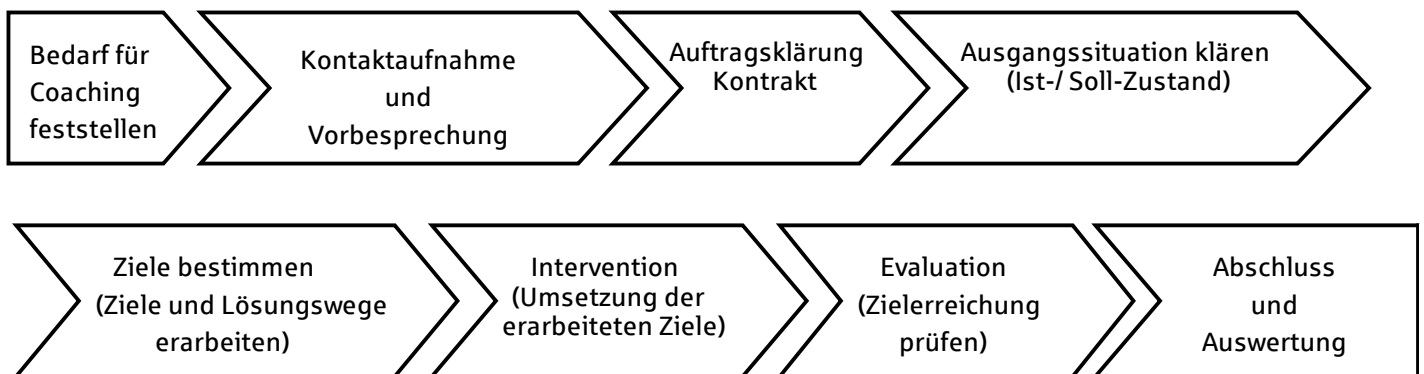 Bedarf für
Coaching
feststellen
Kontaktaufnahme
und
Vorbesprechung
Auftragsklärung
Kontrakt
Ausgangssituation klären
(Ist-/ Soll-Zustand)
Ziele bestimmen
(Ziele und Lösungswege
erarbeiten)
Intervention
(Umsetzung der
erarbeiteten Ziele)
Evaluation
(Zielerreichung
prüfen)
Abschluss
und
Auswertung